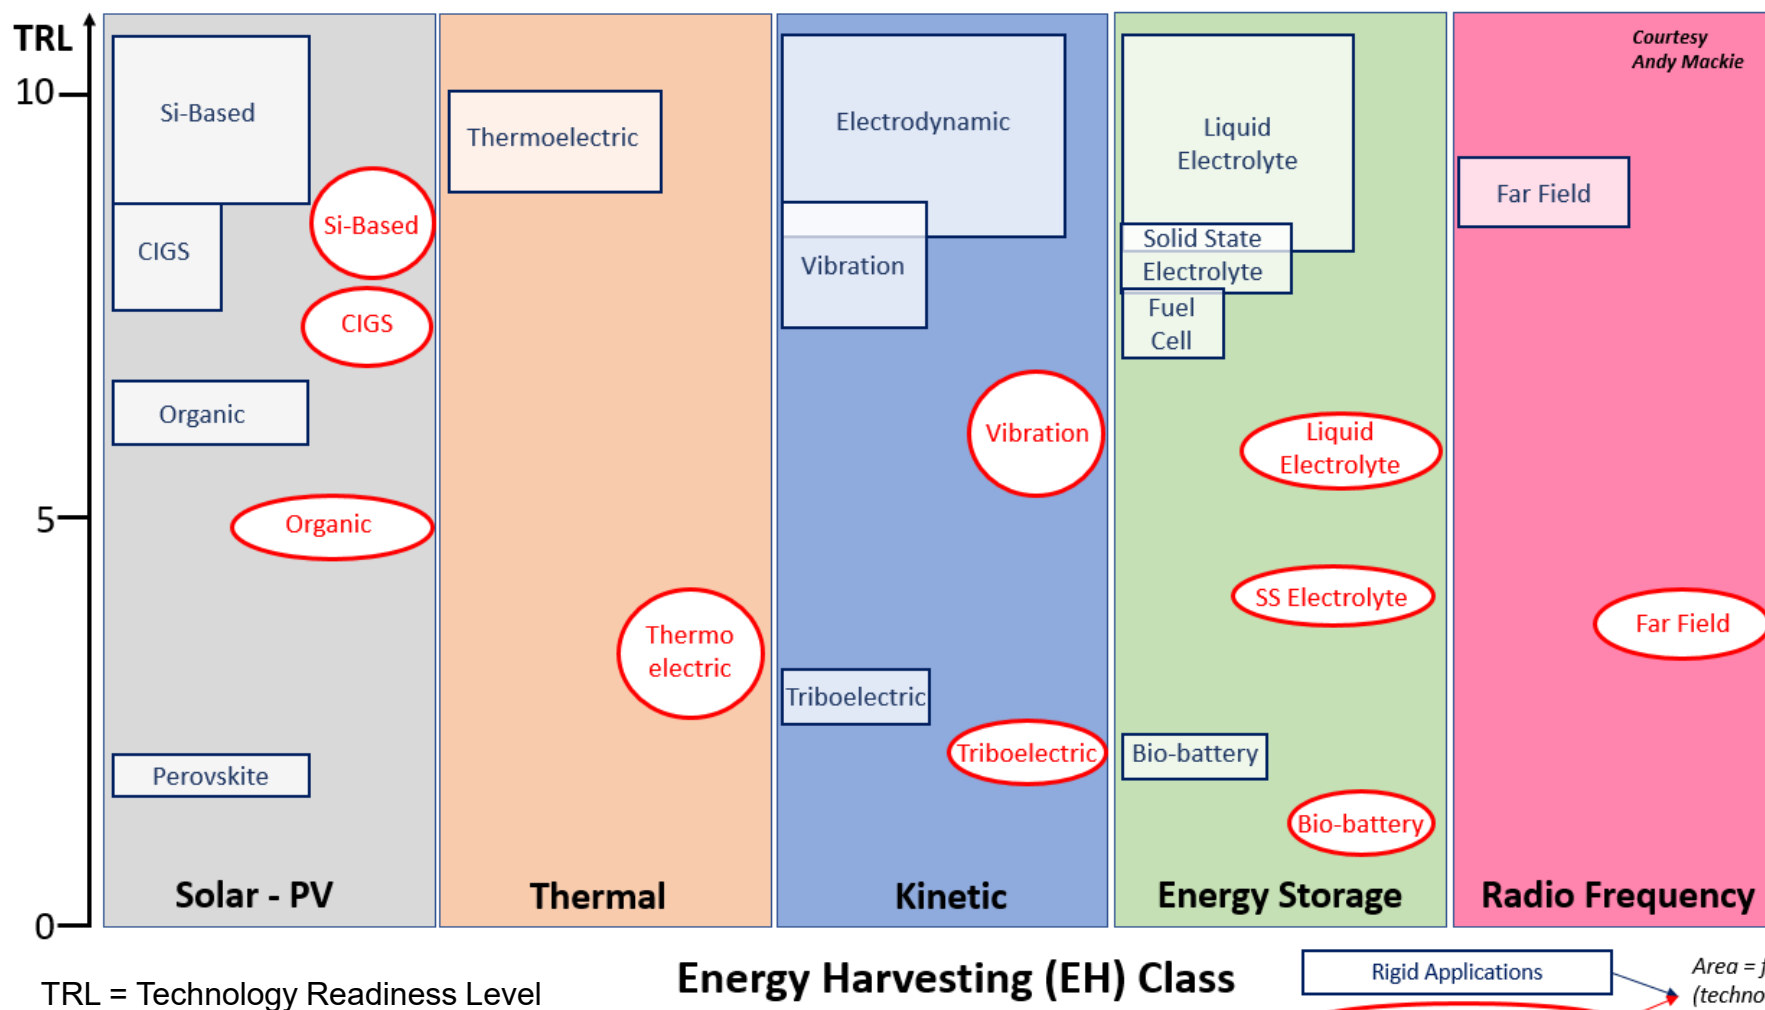 TRL
10
5
0
Si-Based
CIGS
Si-Based
CIGS
Organic
Organic
Perovskite
Solar - PV
Thermoelectric
Thermo
electric
Thermal
Electrodynamic
Vibration
Vibration
Triboelectric
Triboelectric
Kinetic
Liquid
Electrolyte
Solid State
Electrolyte
Fuel
Cell
Liquid
Electrolyte
SS Electrolyte
Bio-battery
Bio-battery
Energy Storage
Courtesy
Andy Mackie
Far Field
Far Field
Radio Frequency
TRL = Technology Readiness Level
Energy Harvesting (EH) Class
Rigid Applications
Area =